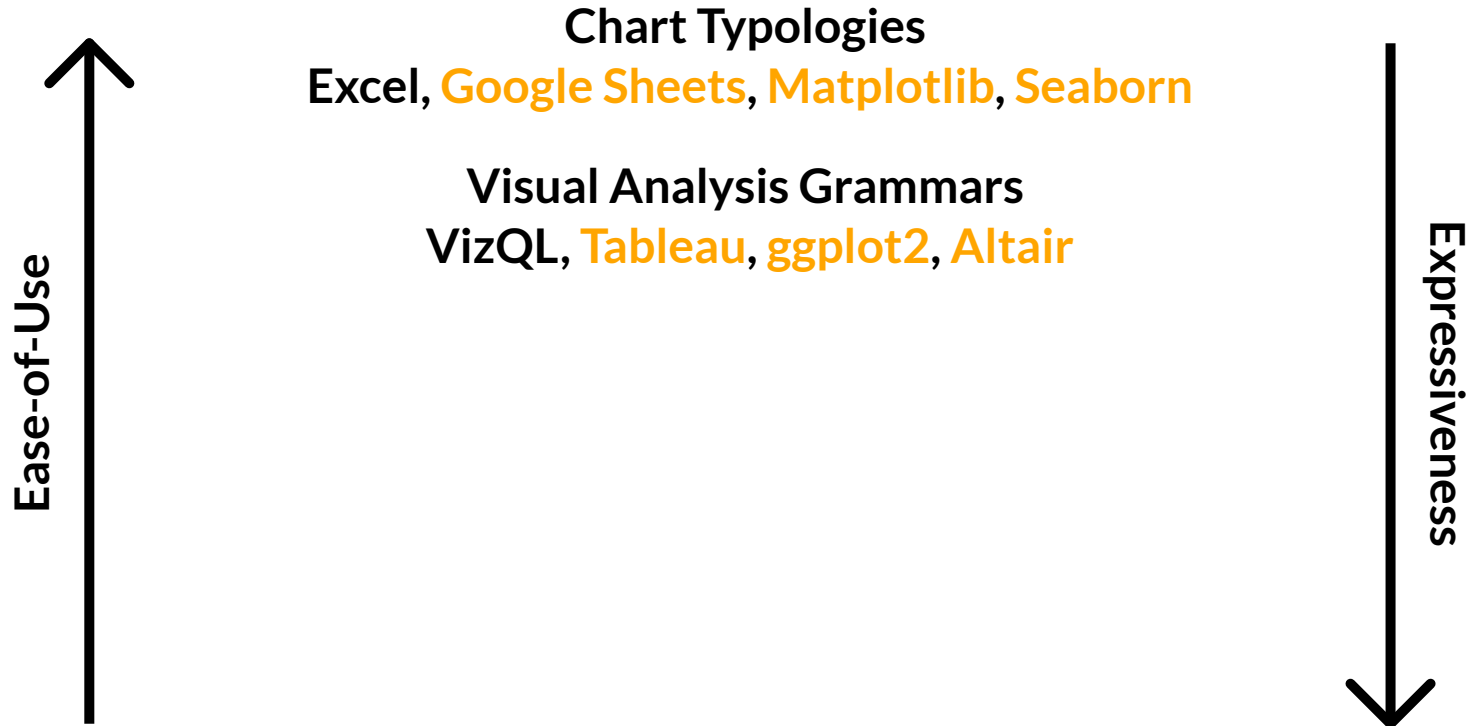 Chart Typologies
Excel, Google Sheets, Matplotlib, Seaborn
Visual Analysis Grammars
VizQL, Tableau, ggplot2, Altair
Ease-of-Use
Expressiveness